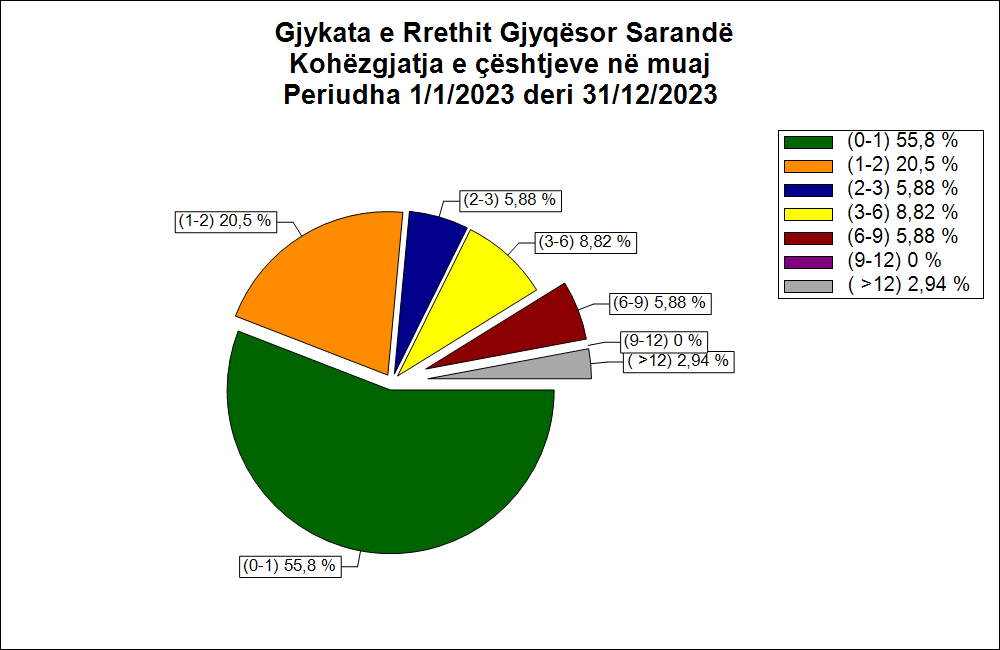 Gjykata e Rrethit Gjyqësor Sarandë
Kohëzgjatja e çështjeve në muaj
Periudha 1/1/2023 deri 31/12/2023
(0-1) 55,8 %
(1-2) 20,5 %
(2-3) 5,88 %
(3-6) 8,82 %
(6-9) 5,88 %
(9-12) 0 %
( >12) 2,94 %
(2-3) 5,88 %
(1-2) 20,5 %
(3-6) 8,82 %
(6-9) 5,88 %
(9-12) 0 %
( >12) 2,94 %
(0-1) 55,8 %